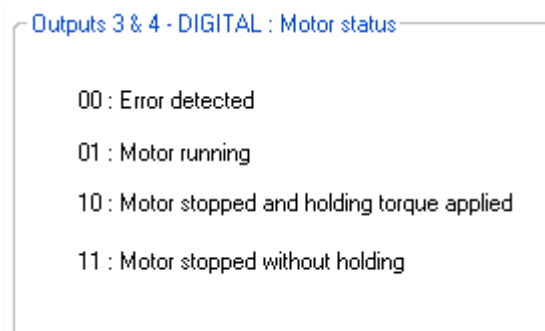 Outputs 3 & 4 - DIGITAL : Motor status
00 : Error detected
01 : Motor running
10 : Motor stopped and holding torque applied
11 : Motor stopped without holding